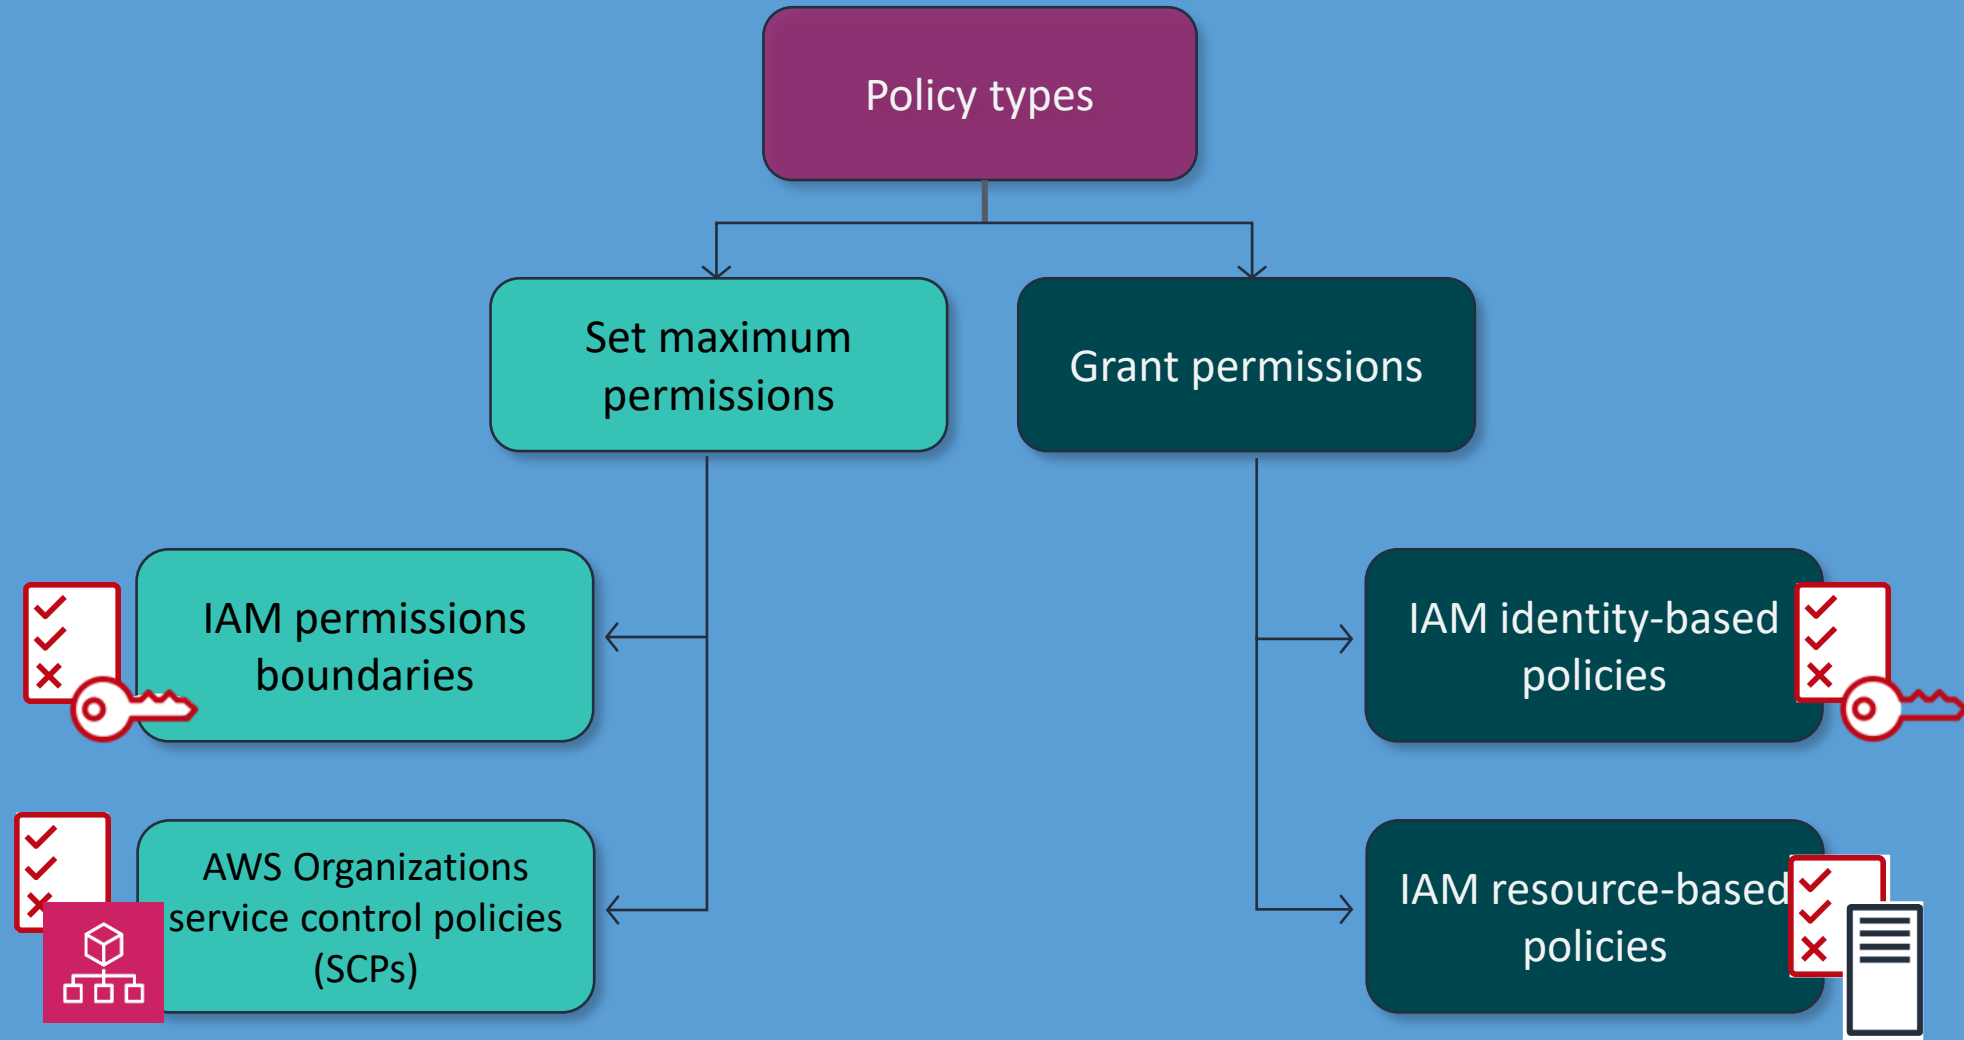 Policy types
Set maximum
permissions
Grant permissions
IAM permissions
boundaries
IAM identity-based
policies
AWS Organizations
service control policies
(SCPs)
IAM resource-based
policies